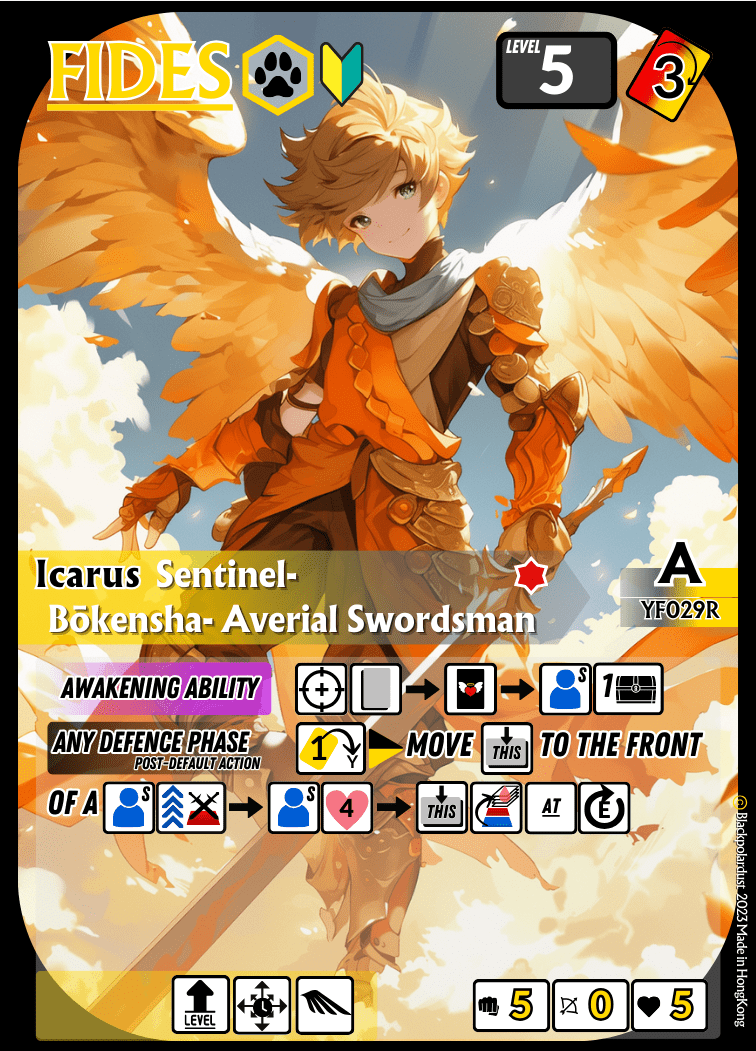 FIDES
LEVEL 5
3
Icarus Sentinel-
Bōkensha- Averial Swordsman
A
YF029R
AWAKENING ABILITY S 1
ANY DEFENCE PHASE 1 Y MOVE THIS TO THE FRONT
POST-DEFAULT ACTION
OF A S S 4 THIS AT E
LEVEL 5 0 5
© Blackpolardust 2023 Made in HongKong